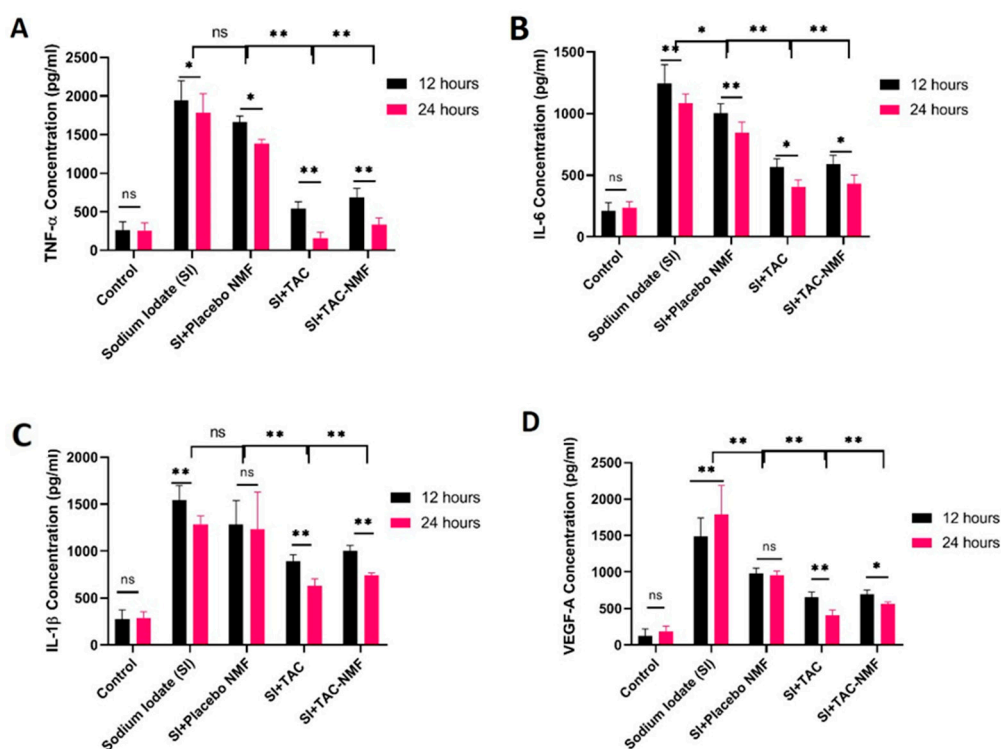 A
TNF-α Concentration (pg/ml)
2500
2000
1500
1000
500
0
ns
**
**
ns
*
*
**
**
12 hours
24 hours
Control
Sodium Iodate (SI)
SI+Placebo NMF
SI+TAC
SI+TAC-NMF
B
IL-6 Concentration (pg/ml)
1500
1000
500
0
*
**
**
ns
**
**
*
*
12 hours
24 hours
Control
Sodium Iodate (SI)
SI+Placebo NMF
SI+TAC
SI+TAC-NMF
C
IL-1β Concentration (pg/ml)
2000
1500
1000
500
0
ns
**
**
ns
**
ns
**
**
12 hours
24 hours
Control
Sodium Iodate (SI)
SI+Placebo NMF
SI+TAC
SI+TAC-NMF
D
VEGF-A Concentration (pg/ml)
2500
2000
1500
1000
500
0
**
**
**
ns
**
ns
**
*
12 hours
24 hours
Control
Sodium Iodate (SI)
SI+Placebo NMF
SI+TAC
SI+TAC-NMF